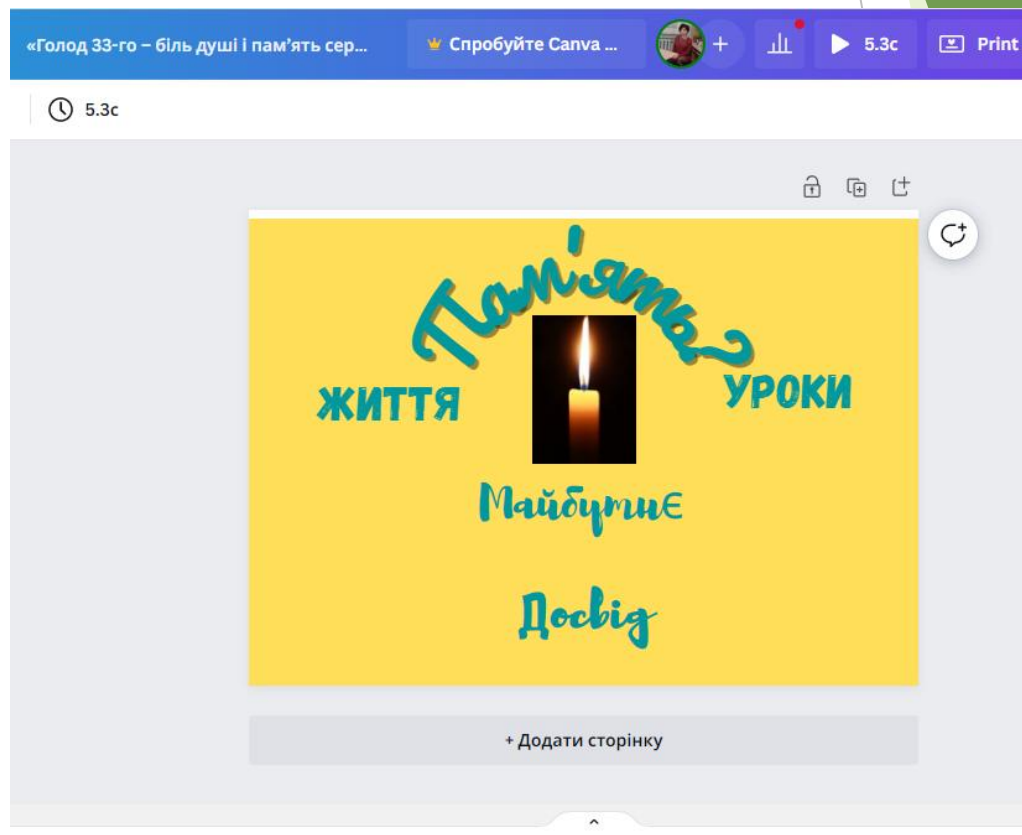 «Голод 33-го – біль душі і пам'ять сер...
Спробуйте Canva ...
+
5.3с
Print
5.3с
Пам'ять?
ЖИТТЯ
УРОКИ
Майбутнє
Досвід
+ Додати сторінку